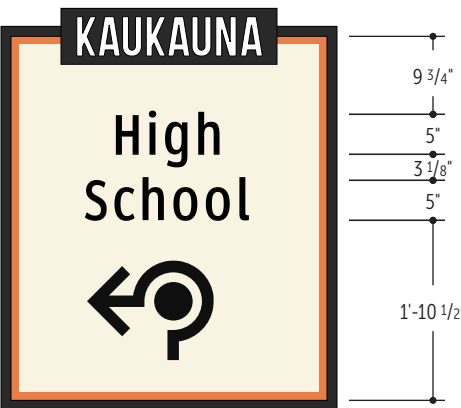 KAUKAUNA
High
School
9 3/4"
5"
3 1/8"
5"
1'-10 1/2